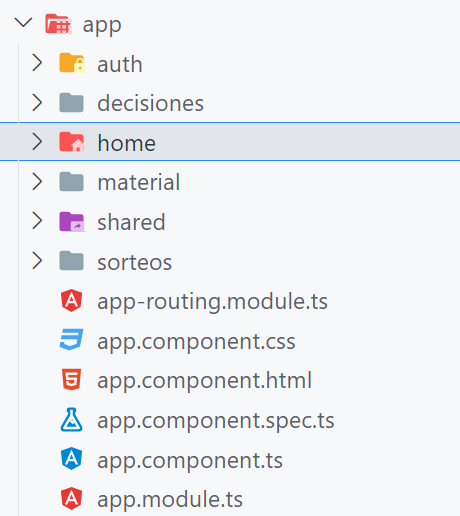 app
auth
decisiones
home
material
shared
sorteos
app-routing.module.ts
app.component.css
app.component.html
app.component.spec.ts
app.component.ts
app.module.ts